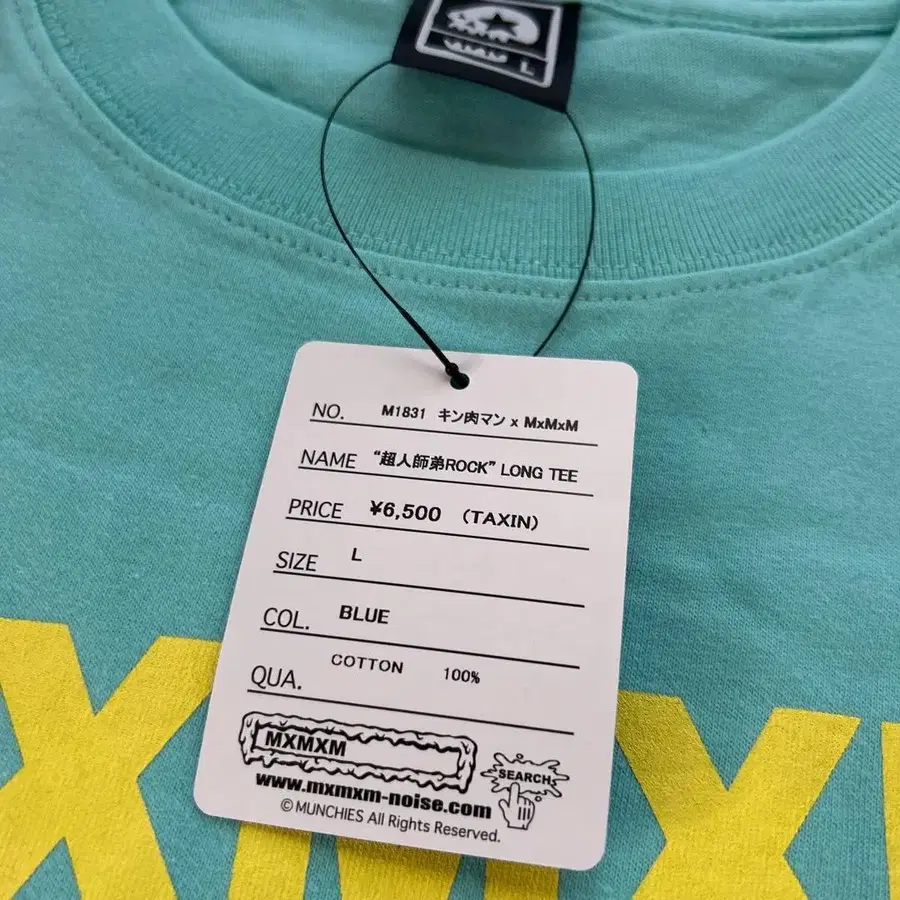 L
NO. M1831 キン肉マン x MxMxM
NAME “超人師弟ROCK” LONG TEE
PRICE ¥6,500 (TAXIN)
SIZE L
COL. BLUE
QUA. COTTON 100%
MXMXM
SEARCH
www.mxmxm-noise.com
© MUNCHIES All Rights Reserved.
XMX